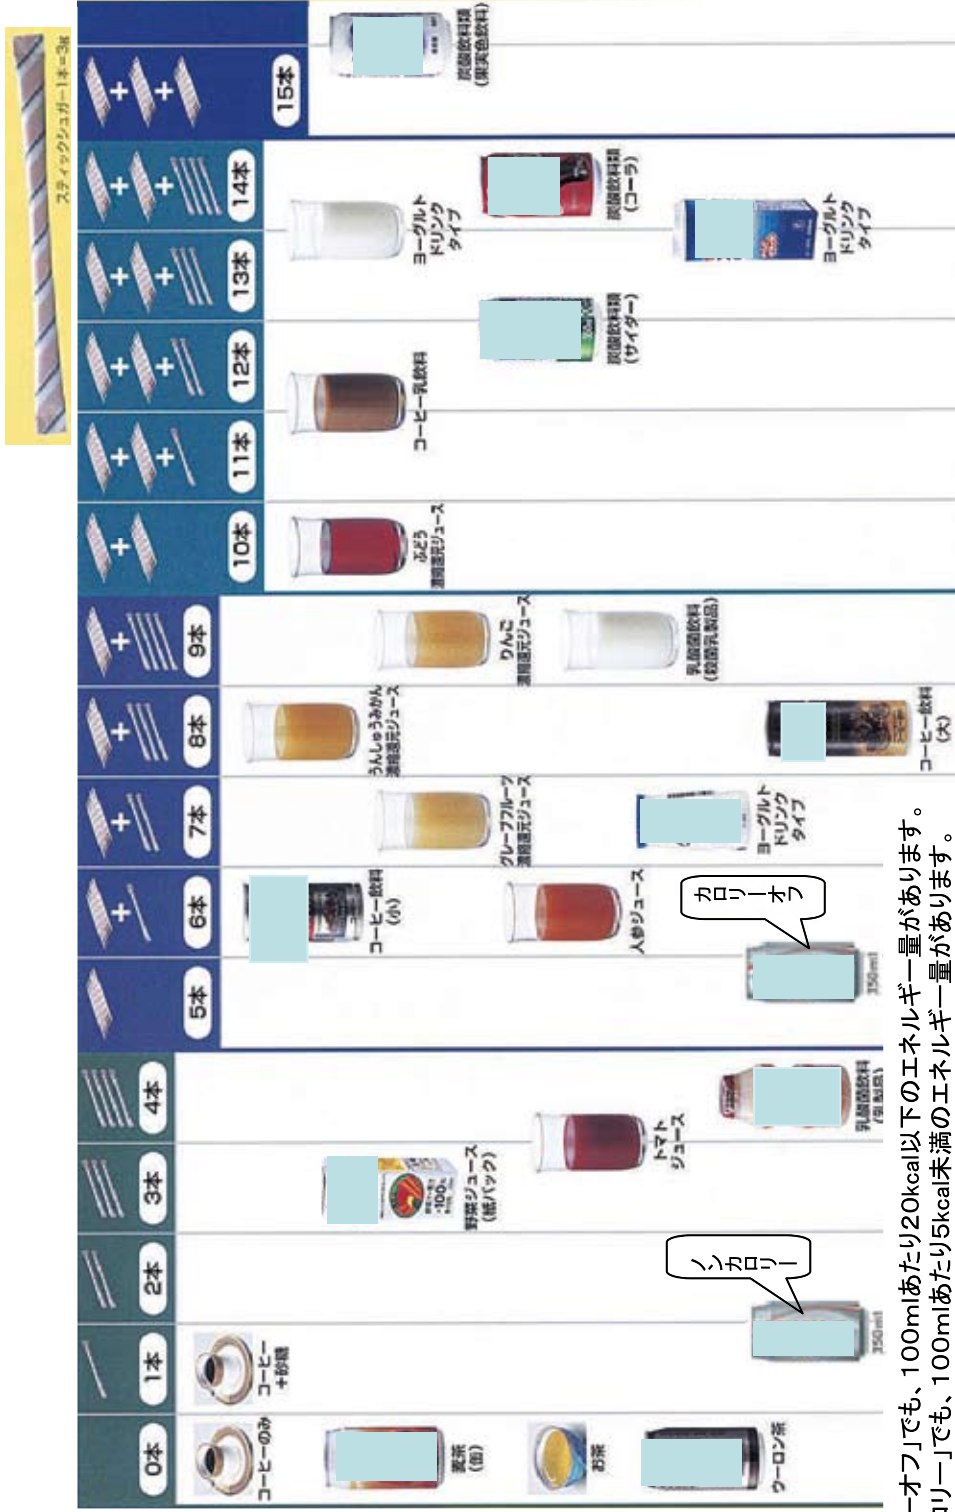 スティックシュガー1本=3g
0本
1本
2本
3本
4本
5本
6本
7本
8本
9本
10本
11本
12本
13本
14本
15本
コーヒーのみ
麦茶
(缶)
お茶
ウーロン茶
コーヒー
+砂糖
ノン
カロリー
350ml
野菜ジュース
(紙パック)
トマト
ジュース
乳酸菌飲料
カロリー
オフ
350ml
コーヒー飲料
(小)
人参ジュース
グレープフルーツ
濃縮還元ジュース
ヨーグルト
ドリンク
タイプ
うんしゅうみかん
濃縮還元ジュース
コーヒー飲料
(大)
りんご
濃縮還元ジュース
乳酸菌飲料
(殺菌乳製品)
ぶどう
濃縮還元ジュース
コーヒー乳飲料
炭酸飲料類
(サイダー)
ヨーグルト
ドリンク
タイプ
炭酸飲料類
(コーラ)
ヨーグルト
ドリンク
タイプ
炭酸飲料類
(果実色飲料)
ーオフ」でも、100mlあたり20kcal以下のエネルギー量があります。
ロリー」でも、100mlあたり5kcal未満のエネルギー量があります。